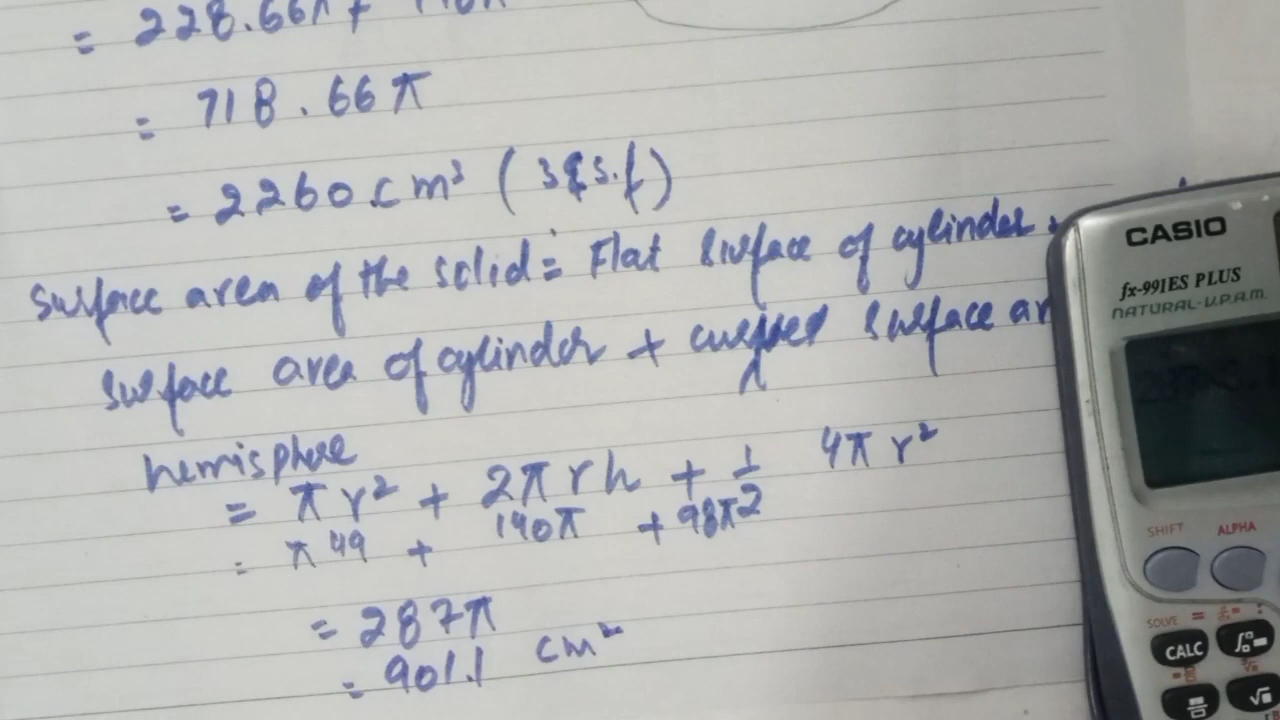 = 228.66π +
= 718.66π
= 2260 cm³ (3 s.f)
Surface area of the solid = Flat surface of cylinder
surface area of cylinder + curved surface
hemisphere
= πr² + 2πrh + 1/2 4πr²
= π 49 + 140π + 98π
= 287π
= 901.1 cm²
CASIO
fx-991ES PLUS
NATURAL-V.P.A.M.
SHIFT ALPHA
SOLVE =
CALC